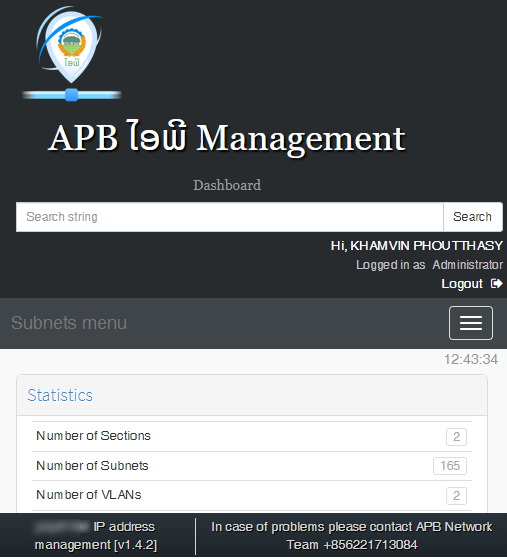 ໄອພີ
APB ໄອພີ Management
Dashboard
Search string
Search
Hi, KHAMVIN PHOUTTHASY
Logged in as Administrator
Logout
Subnets menu
12:43:34
Statistics
Number of Sections 2
Number of Subnets 165
Number of VLANs 2
IP address
management [v1.4.2]
In case of problems please contact APB Network
Team +856221713084